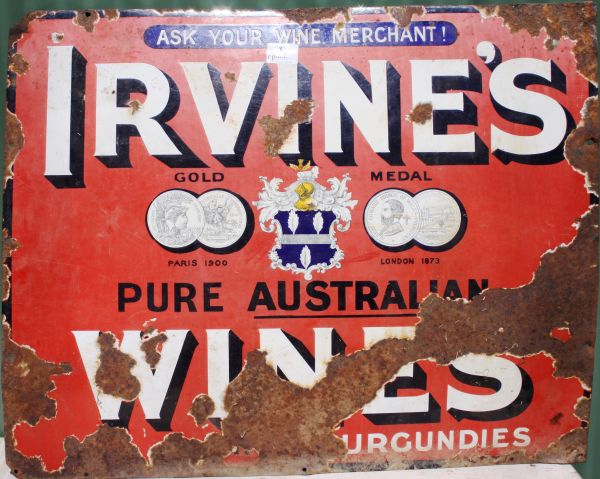 ASK YOUR WINE MERCHANT!
IRVINE'S
GOLD MEDAL
PARIS 1900 LONDON 1873
PURE AUSTRALIAN
WINES
URGUNDIES